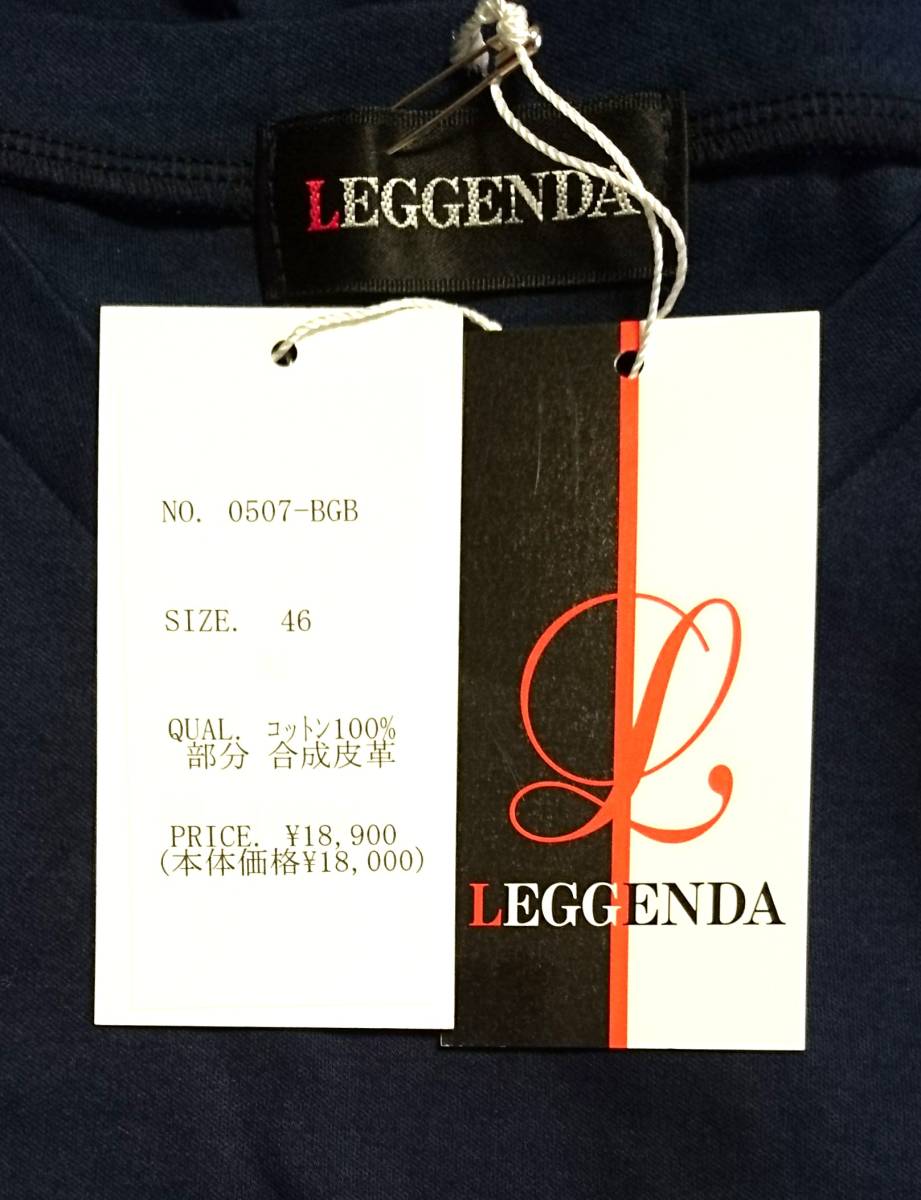 LEGGENDA
NO. 0507-BGB
SIZE. 46
QUAL. コットン100%
部分 合成皮革
PRICE. ¥18,900
(本体価格¥18,000)
L
LEGGENDA